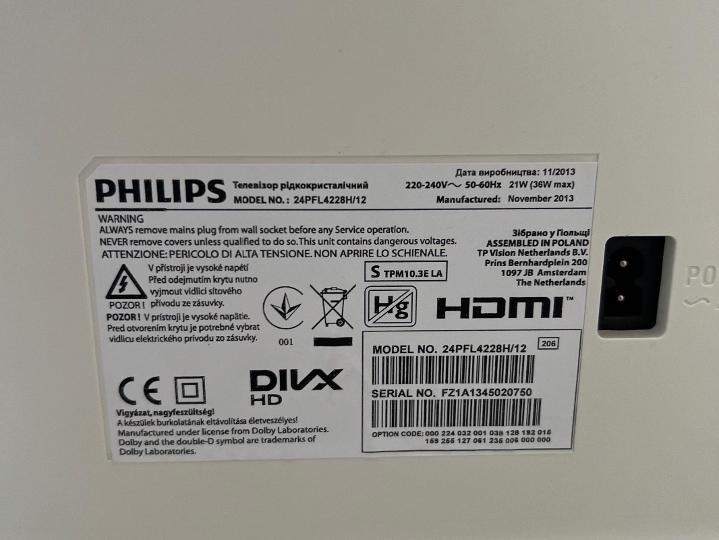 Дата виробництва: 11/2013
PHILIPS
Телевізор рідкокристалічний
MODEL NO. : 24PFL4228H/12
220-240V~ 50-60Hz 21W (36W max)
Manufactured: November 2013
WARNING
ALWAYS remove mains plug from wall socket before any Service operation.
NEVER remove covers unless qualified to do so. This unit contains dangerous voltages.
ATTENZIONE: PERICOLO DI ALTA TENSIONE. NON APRIRE LO SCHIENALE.
Зібрано у Польщі
ASSEMBLED IN POLAND
TP Vision Netherlands B.V.
Prins Bernhardplein 200
1097 JB Amsterdam
The Netherlands
V přístroji je vysoké napětí
Před odejmutím krytu nutno
vyjmout vidlici síťového
POZOR ! přívodu ze zásuvky.
POZOR ! V prístroji je vysoké napätie.
Pred otvorením krytu je potrebné vybrat
vidlicu elektrického prívodu zo zásuvky.
S TPM10.3E LA
001
Hg
HDMI™
CE
DIVX
HD
MODEL NO. 24PFL4228H/12 206
SERIAL NO. FZ1A1345020750
OPTION CODE: 000 224 032 001 038 128 192 015
159 255 127 061 235 006 000 000
Vigyázat, nagyfeszültség!
A készülek burkolatának eltávolítása életveszélyes!
Manufactured under license from Dolby Laboratories.
Dolby and the double-D symbol are trademarks of
Dolby Laboratories.
PO